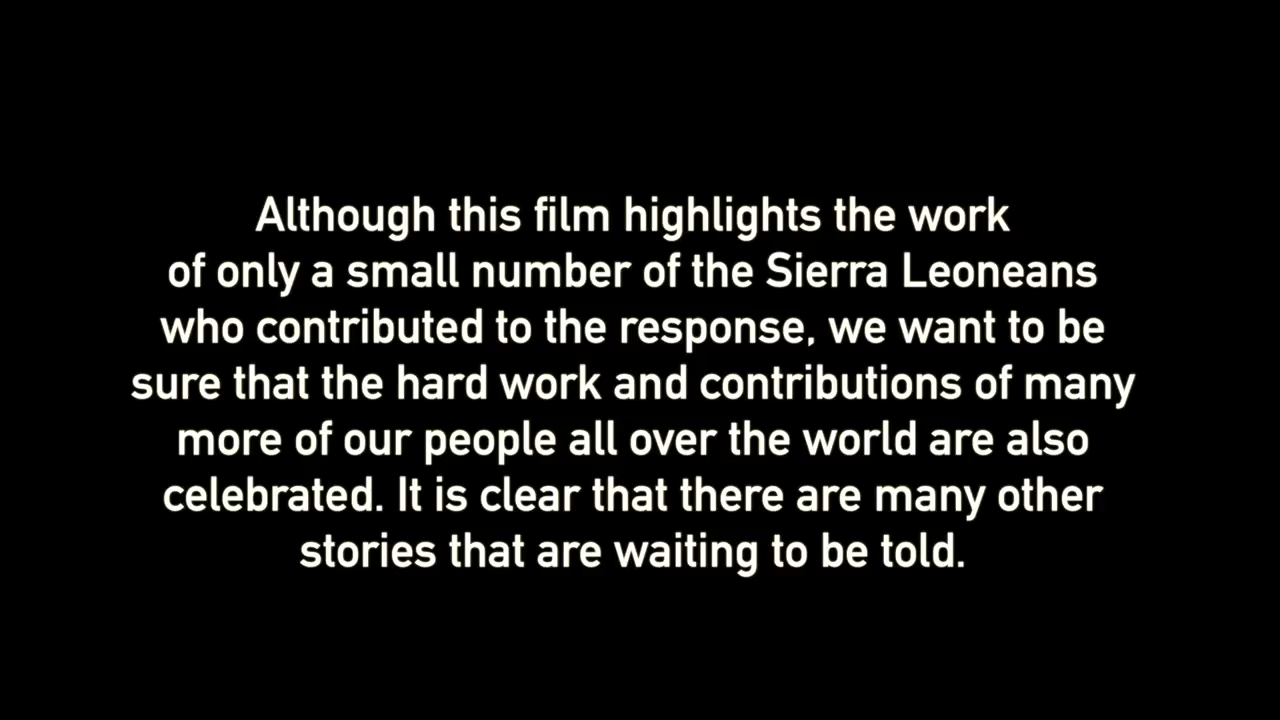 Although this film highlights the work
of only a small number of the Sierra Leoneans
who contributed to the response, we want to be
sure that the hard work and contributions of many
more of our people all over the world are also
celebrated. It is clear that there are many other
stories that are waiting to be told.